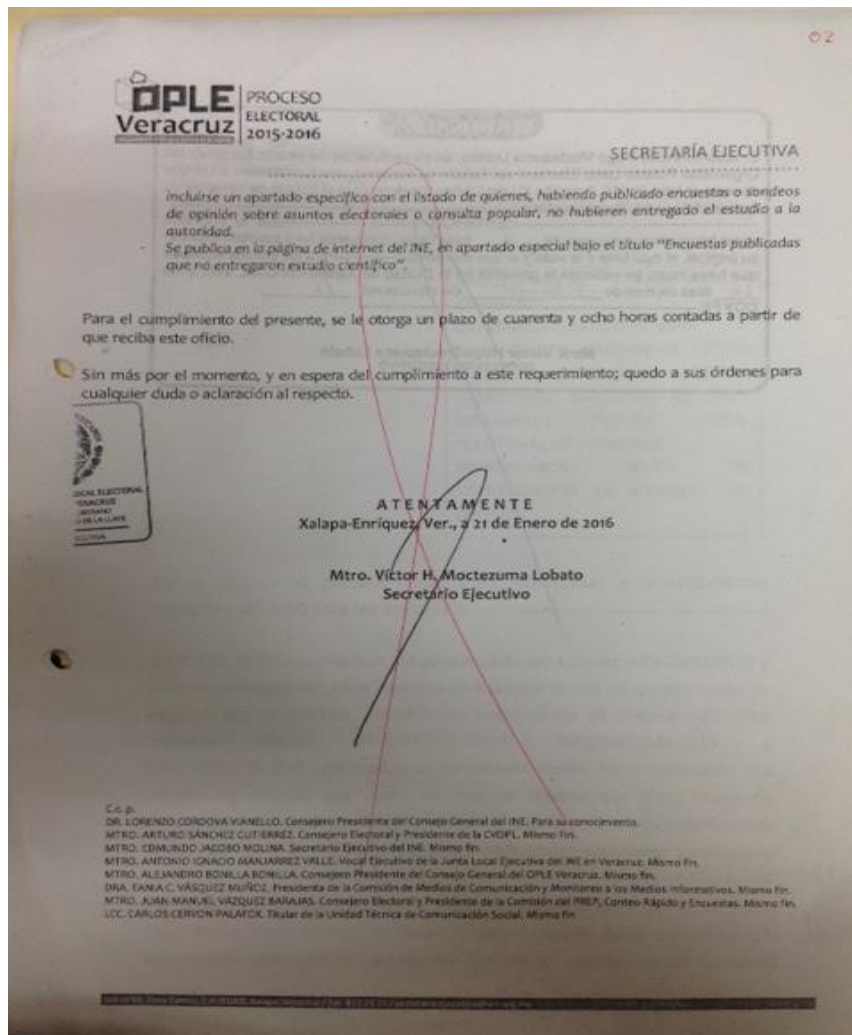 02
OPLE
Veracruz
PROCESO
ELECTORAL
2015-2016
SECRETARÍA EJECUTIVA
incluirse un apartado específico con el listado de quienes, habiendo publicado encuestas o sondeos
de opinión sobre asuntos electorales o consulta popular, no hubieren entregado el estudio a la
autoridad.
- Se publica en la página de internet del INE, en apartado especial bajo el título "Encuestas publicadas
que no entregaron estudio científico".
Para el cumplimiento del presente, se le otorga un plazo de cuarenta y ocho horas contadas a partir de
que reciba este oficio.
Sin más por el momento, y en espera del cumplimiento a este requerimiento; quedo a sus órdenes para
cualquier duda o aclaración al respecto.
ATENTAMENTE
Xalapa-Enríquez, Ver., a 21 de Enero de 2016
Mtro. Víctor H. Moctezuma Lobato
Secretario Ejecutivo
C.c.p.
DR. LORENZO CÓRDOVA VIANELLO. Consejero Presidente del Consejo General del INE. Para su conocimiento.
MTRO. ARTURO SÁNCHEZ GUTIÉRREZ. Consejero Electoral y Presidente de la CVOPL. Mismo fin.
MTRO. EDMUNDO JACOBO MOLINA. Secretario Ejecutivo del INE. Mismo fin.
MTRO. ANTONIO IGNACIO MANJARREZ VALLE. Vocal Ejecutivo de la Junta Local Ejecutiva del INE en Veracruz. Mismo fin.
MTRO. ALEJANDRO BONILLA BONILLA. Consejero Presidente del Consejo General del OPLE Veracruz. Mismo fin.
DRA. TANIA C. VÁSQUEZ MUÑOZ. Presidenta de la Comisión de Medios de Comunicación y Monitoreo a los Medios Informativos. Mismo fin.
MTRO. JUAN MANUEL VÁZQUEZ BARAJAS. Consejero Electoral y Presidente de la Comisión del PREP, Conteo Rápido y Encuestas. Mismo fin.
LCC. CARLOS CERVÓN PALAFOX. Titular de la Unidad Técnica de Comunicación Social. Mismo fin.